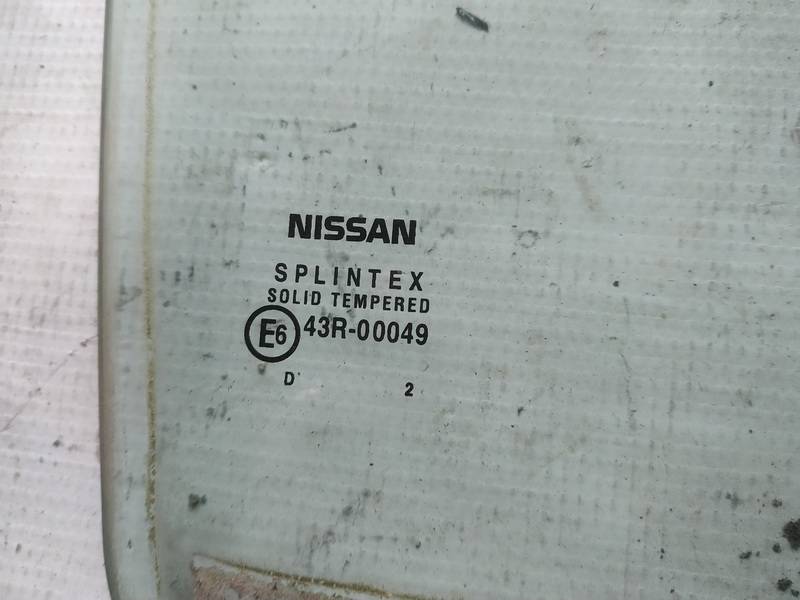 NISSAN
SPLINTEX
SOLID TEMPERED
E6 43R-00049
D 2